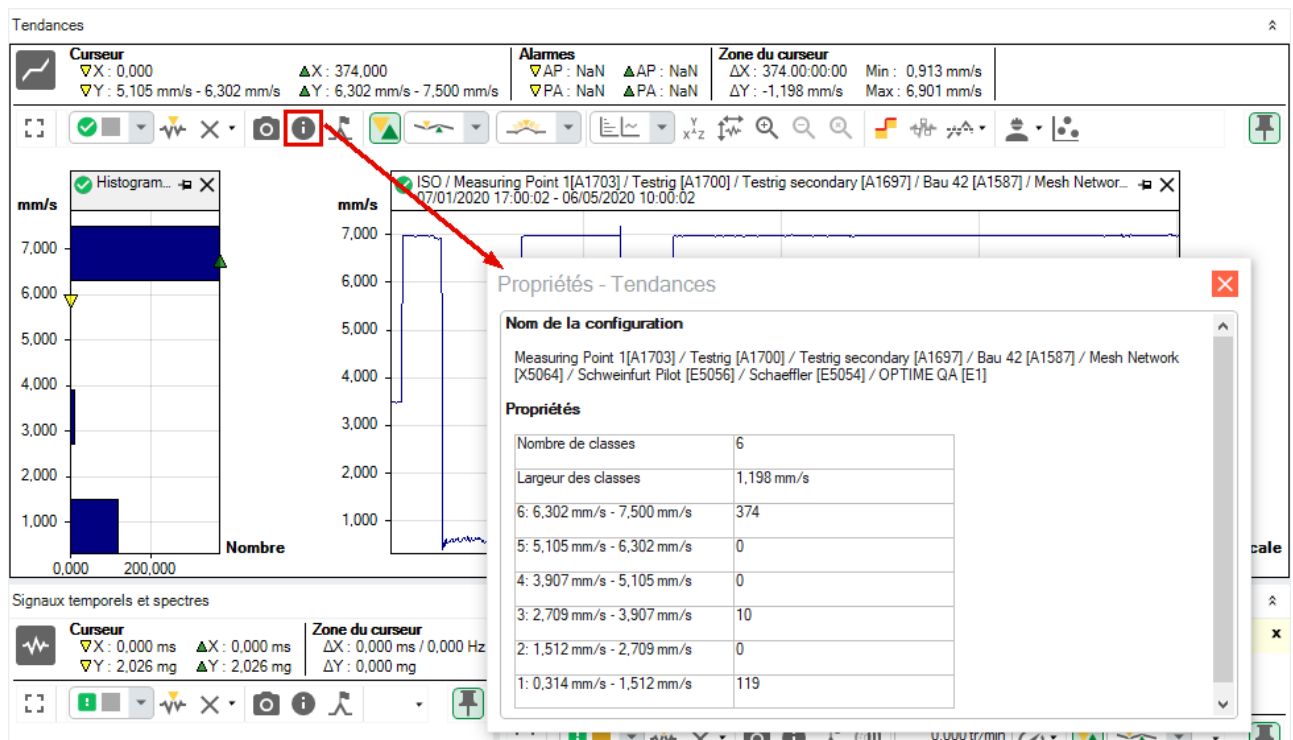 Tendances
Curseur
X : 0,000
X : 374,000
Y : 5,105 mm/s - 6,302 mm/s
Y : 6,302 mm/s - 7,500 mm/s
Alarmes
AP : NaN
AP : NaN
PA : NaN
PA : NaN
Zone du curseur
ΔX : 374.00:00:00
Min : 0,913 mm/s
ΔY : -1,198 mm/s
Max : 6,901 mm/s
Histogram...
mm/s
7,000
6,000
5,000
4,000
3,000
2,000
1,000
0,000
200,000
Nombre
ISO / Measuring Point 1[A1703] / Testrig [A1700] / Testrig secondary [A1697] / Bau 42 [A1587] / Mesh Networ...
07/01/2020 17:00:02 - 06/05/2020 10:00:02
mm/s
7,000
6,000
5,000
4,000
3,000
2,000
1,000
cale
Propriétés - Tendances
Nom de la configuration
Measuring Point 1[A1703] / Testrig [A1700] / Testrig secondary [A1697] / Bau 42 [A1587] / Mesh Network
[X5064] / Schweinfurt Pilot [E5056] / Schaeffler [E5054] / OPTIME QA [E1]
Propriétés
Nombre de classes 6
Largeur des classes 1,198 mm/s
6: 6,302 mm/s - 7,500 mm/s 374
5: 5,105 mm/s - 6,302 mm/s 0
4: 3,907 mm/s - 5,105 mm/s 0
3: 2,709 mm/s - 3,907 mm/s 10
2: 1,512 mm/s - 2,709 mm/s 0
1: 0,314 mm/s - 1,512 mm/s 119
Signaux temporels et spectres
Curseur
X : 0,000 ms
X : 0,000 ms
Y : 2,026 mg
Y : 2,026 mg
Zone du curseur
ΔX : 0,000 ms / 0,000 Hz
ΔY : 0,000 mg
x
0,000 tr/min